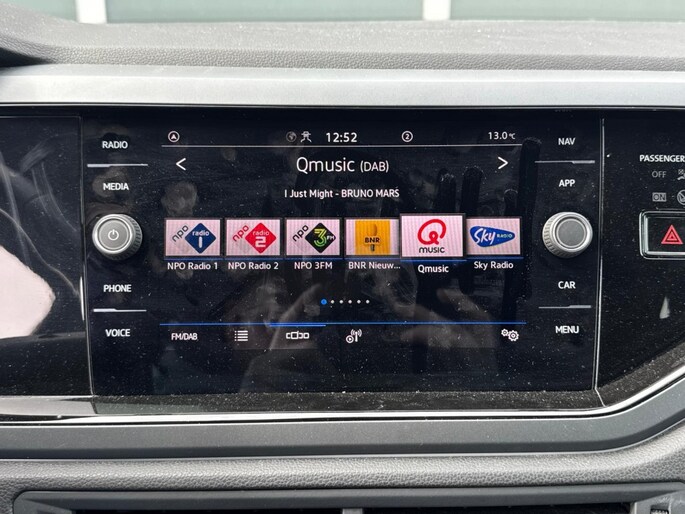 RADIO
MEDIA
PHONE
VOICE
12:52
2
13.0°C
Qmusic (DAB)
I Just Might - BRUNO MARS
npo radio 1
npo radio 2
npo 3FM
BNR
Q MUSIC
Sky RADIO
NPO Radio 1
NPO Radio 2
NPO 3FM
BNR Nieuw...
Qmusic
Sky Radio
FM/DAB
NAV
APP
CAR
MENU
PASSENGER
OFF